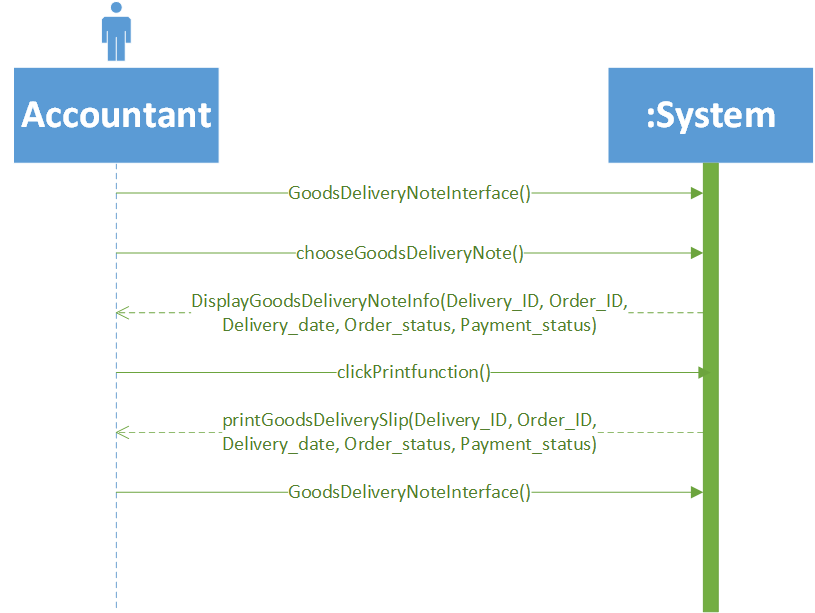 Accountant
:System
GoodsDeliveryNoteInterface()
chooseGoodsDeliveryNote()
DisplayGoodsDeliveryNoteInfo(Delivery_ID, Order_ID,
Delivery_date, Order_status, Payment_status)
clickPrintfunction()
printGoodsDeliverySlip(Delivery_ID, Order_ID,
Delivery_date, Order_status, Payment_status)
GoodsDeliveryNoteInterface()